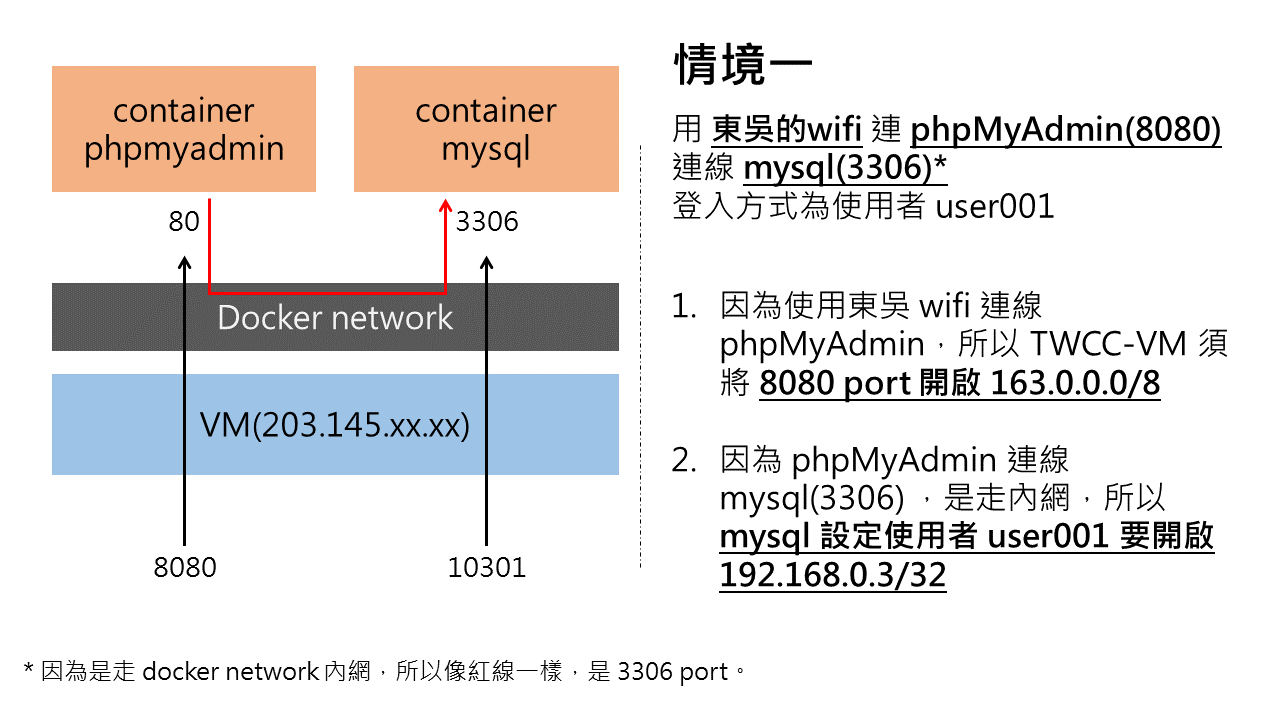 container
phpmyadmin
container
mysql
80
3306
Docker network
VM(203.145.xx.xx)
8080
10301
情境一
用 東吳的wifi 連 phpMyAdmin(8080)
連線 mysql(3306)*
登入方式為使用者 user001
1. 因為使用東吳 wifi 連線
phpMyAdmin，所以 TWCC-VM 須
將 8080 port 開啟 163.0.0.0/8
2. 因為 phpMyAdmin 連線
mysql(3306) ，是走內網，所以
mysql 設定使用者 user001 要開啟
192.168.0.3/32
* 因為是走 docker network 內網，所以像紅線一樣，是 3306 port。